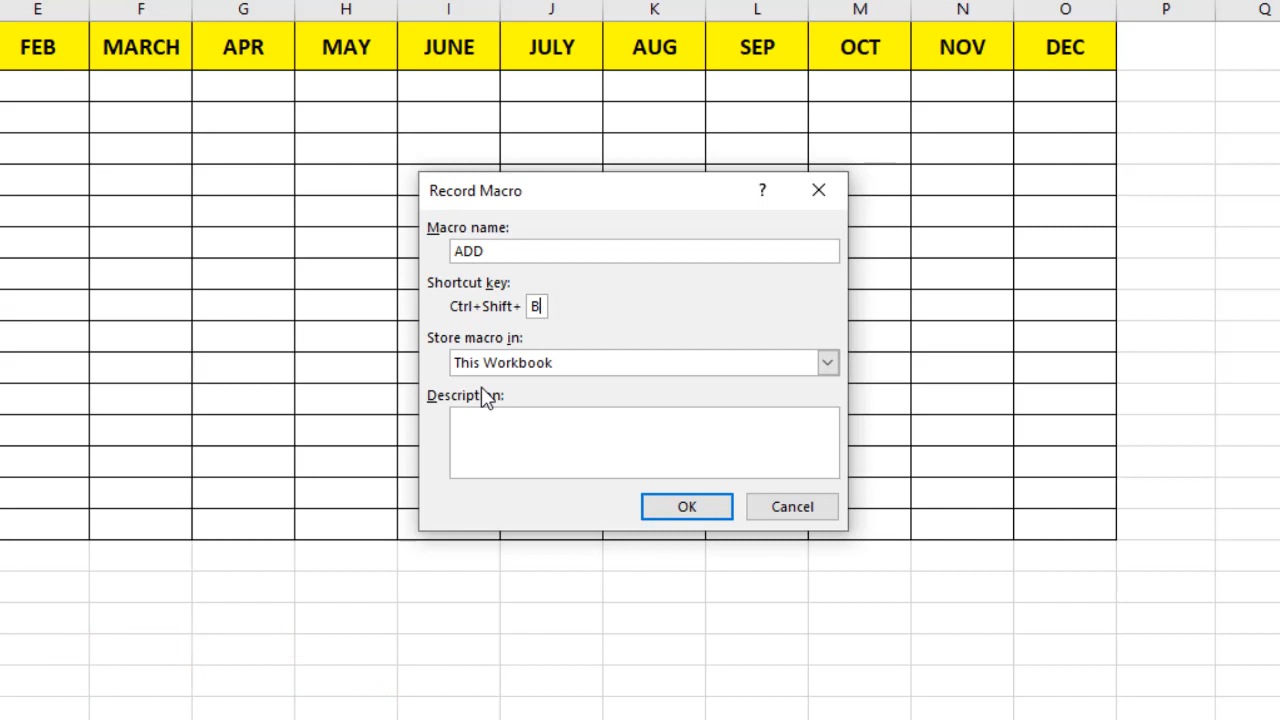 E F G H I J K L M N O P Q
FEB MARCH APR MAY JUNE JULY AUG SEP OCT NOV DEC
Record Macro ?
Macro name:
ADD
Shortcut key:
Ctrl+Shift+ B
Store macro in:
This Workbook
Description:
OK Cancel